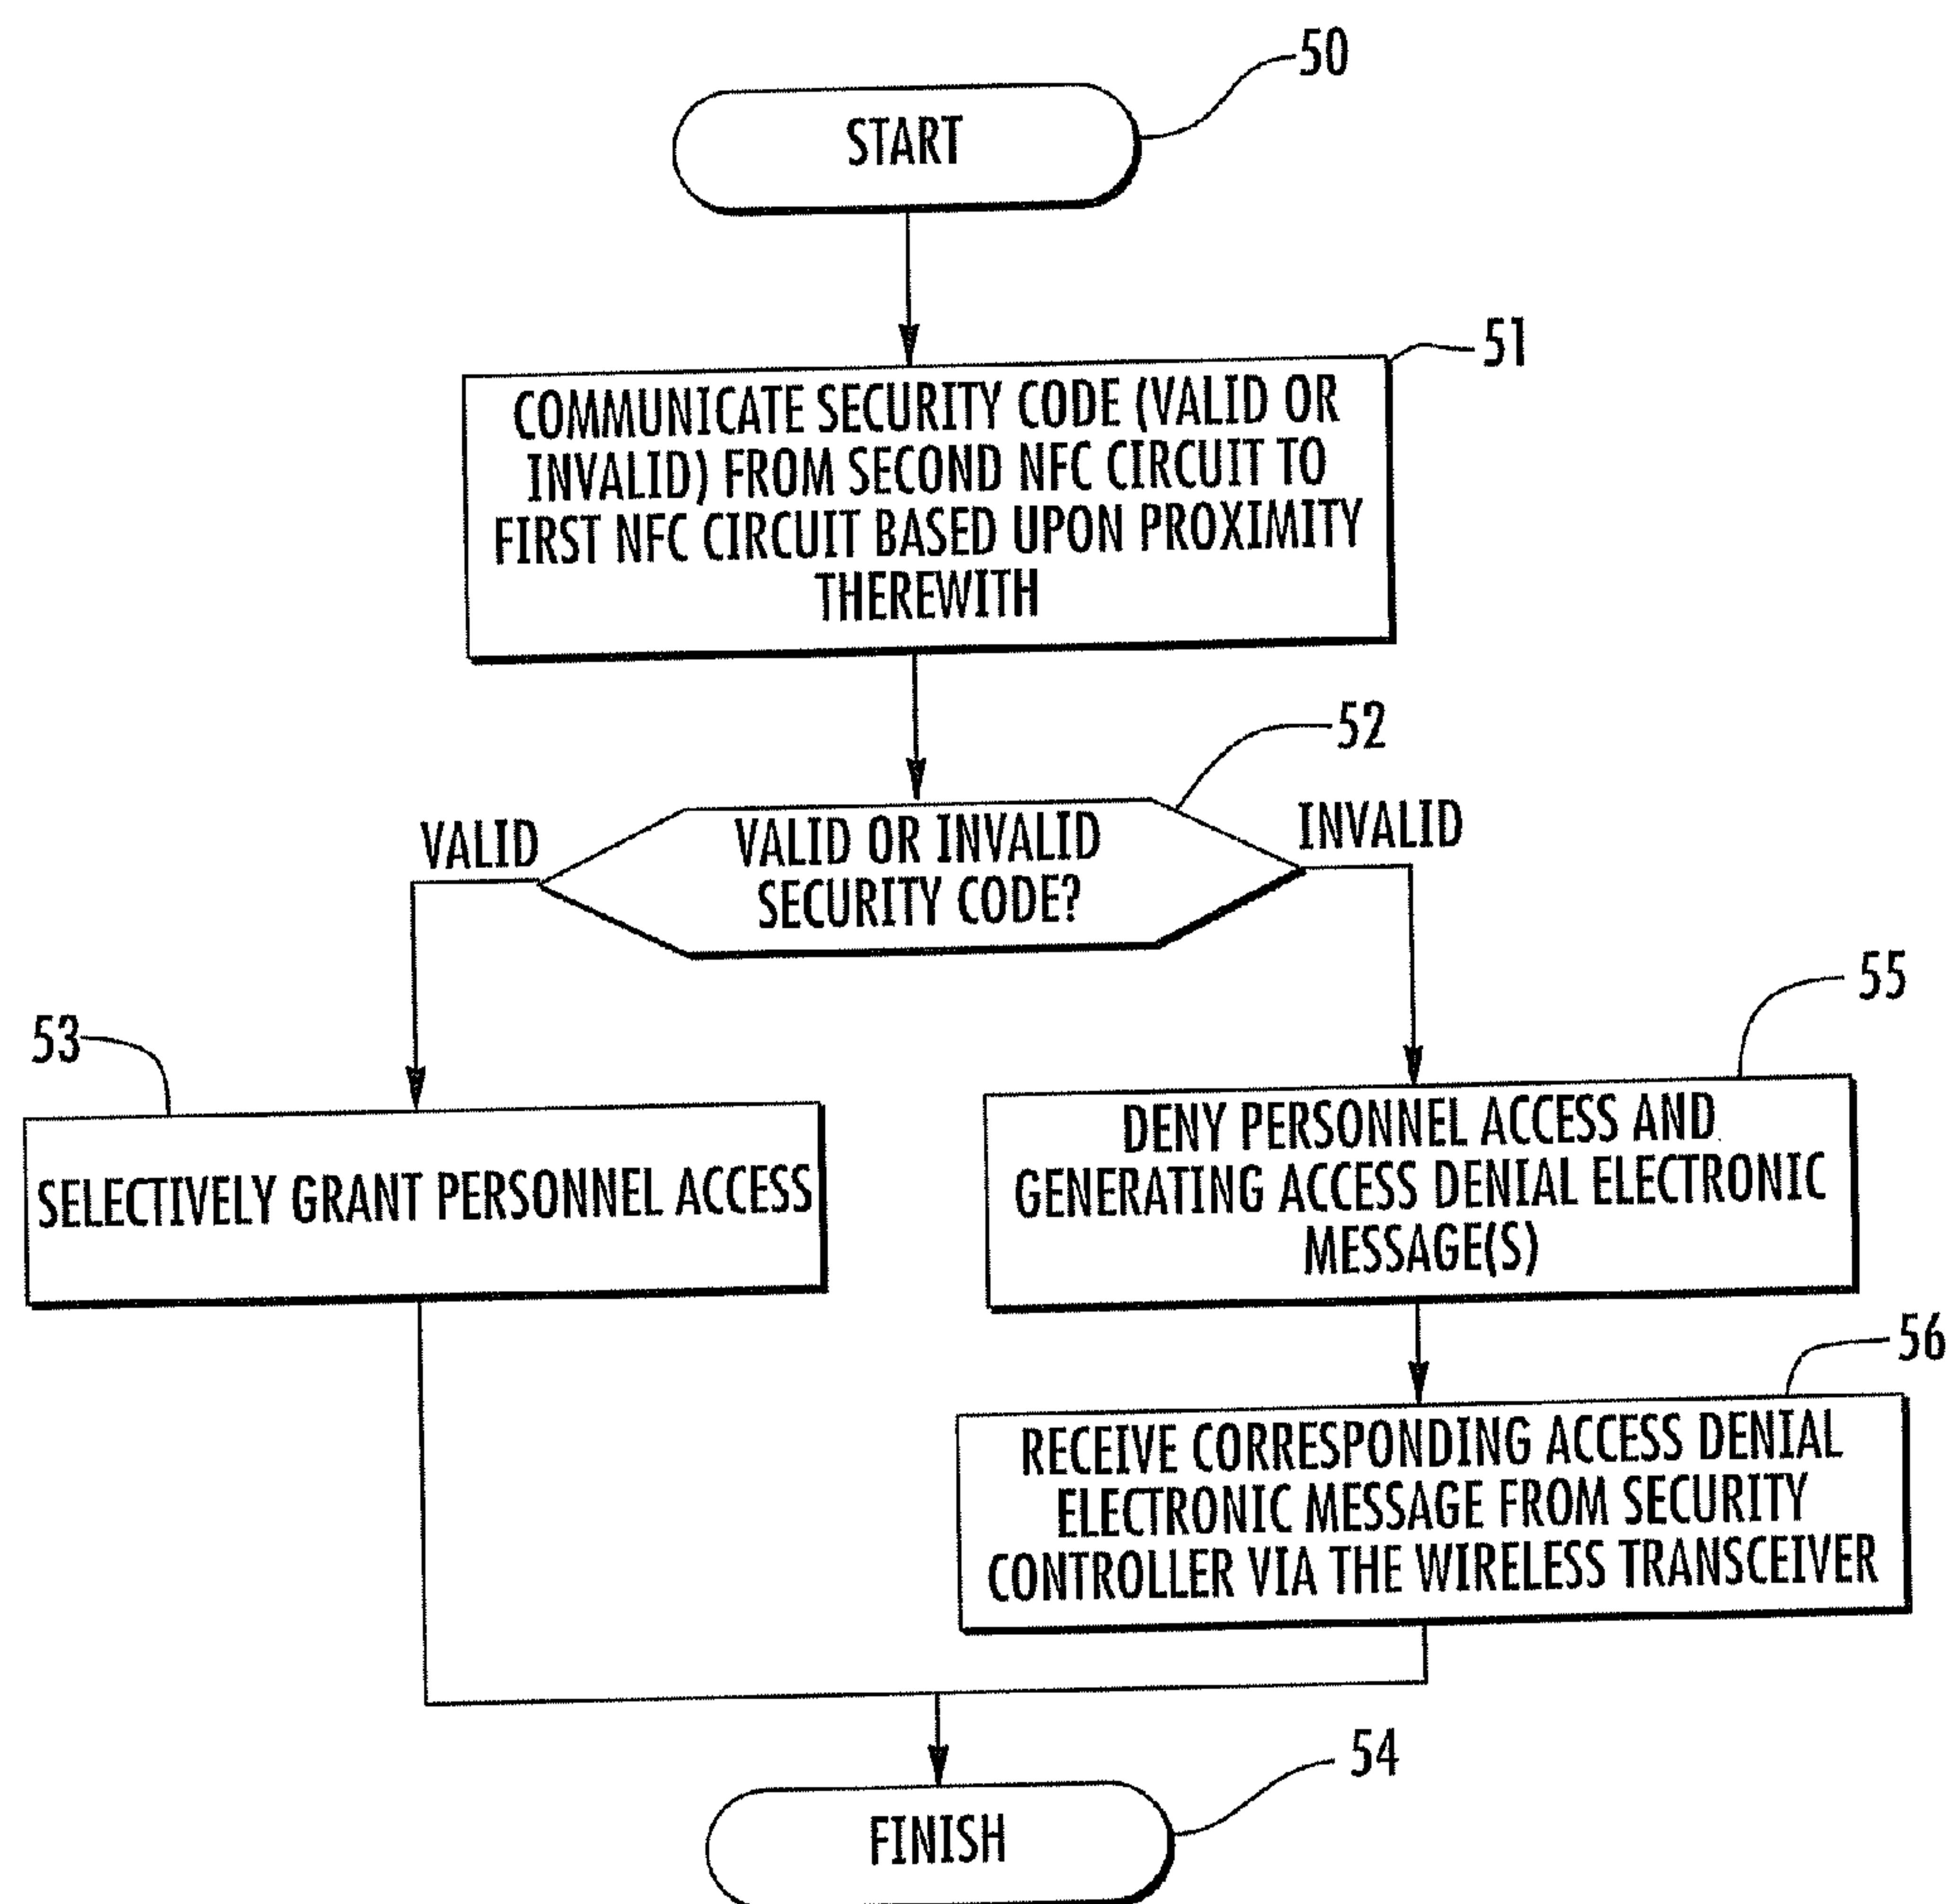 50
START
51
COMMUNICATE SECURITY CODE (VALID OR
INVALID) FROM SECOND NFC CIRCUIT TO
FIRST NFC CIRCUIT BASED UPON PROXIMITY
THEREWITH
52
VALID
VALID OR INVALID
SECURITY CODE?
INVALID
53
SELECTIVELY GRANT PERSONNEL ACCESS
55
DENY PERSONNEL ACCESS AND
GENERATING ACCESS DENIAL ELECTRONIC
MESSAGE(S)
56
RECEIVE CORRESPONDING ACCESS DENIAL
ELECTRONIC MESSAGE FROM SECURITY
CONTROLLER VIA THE WIRELESS TRANSCEIVER
54
FINISH